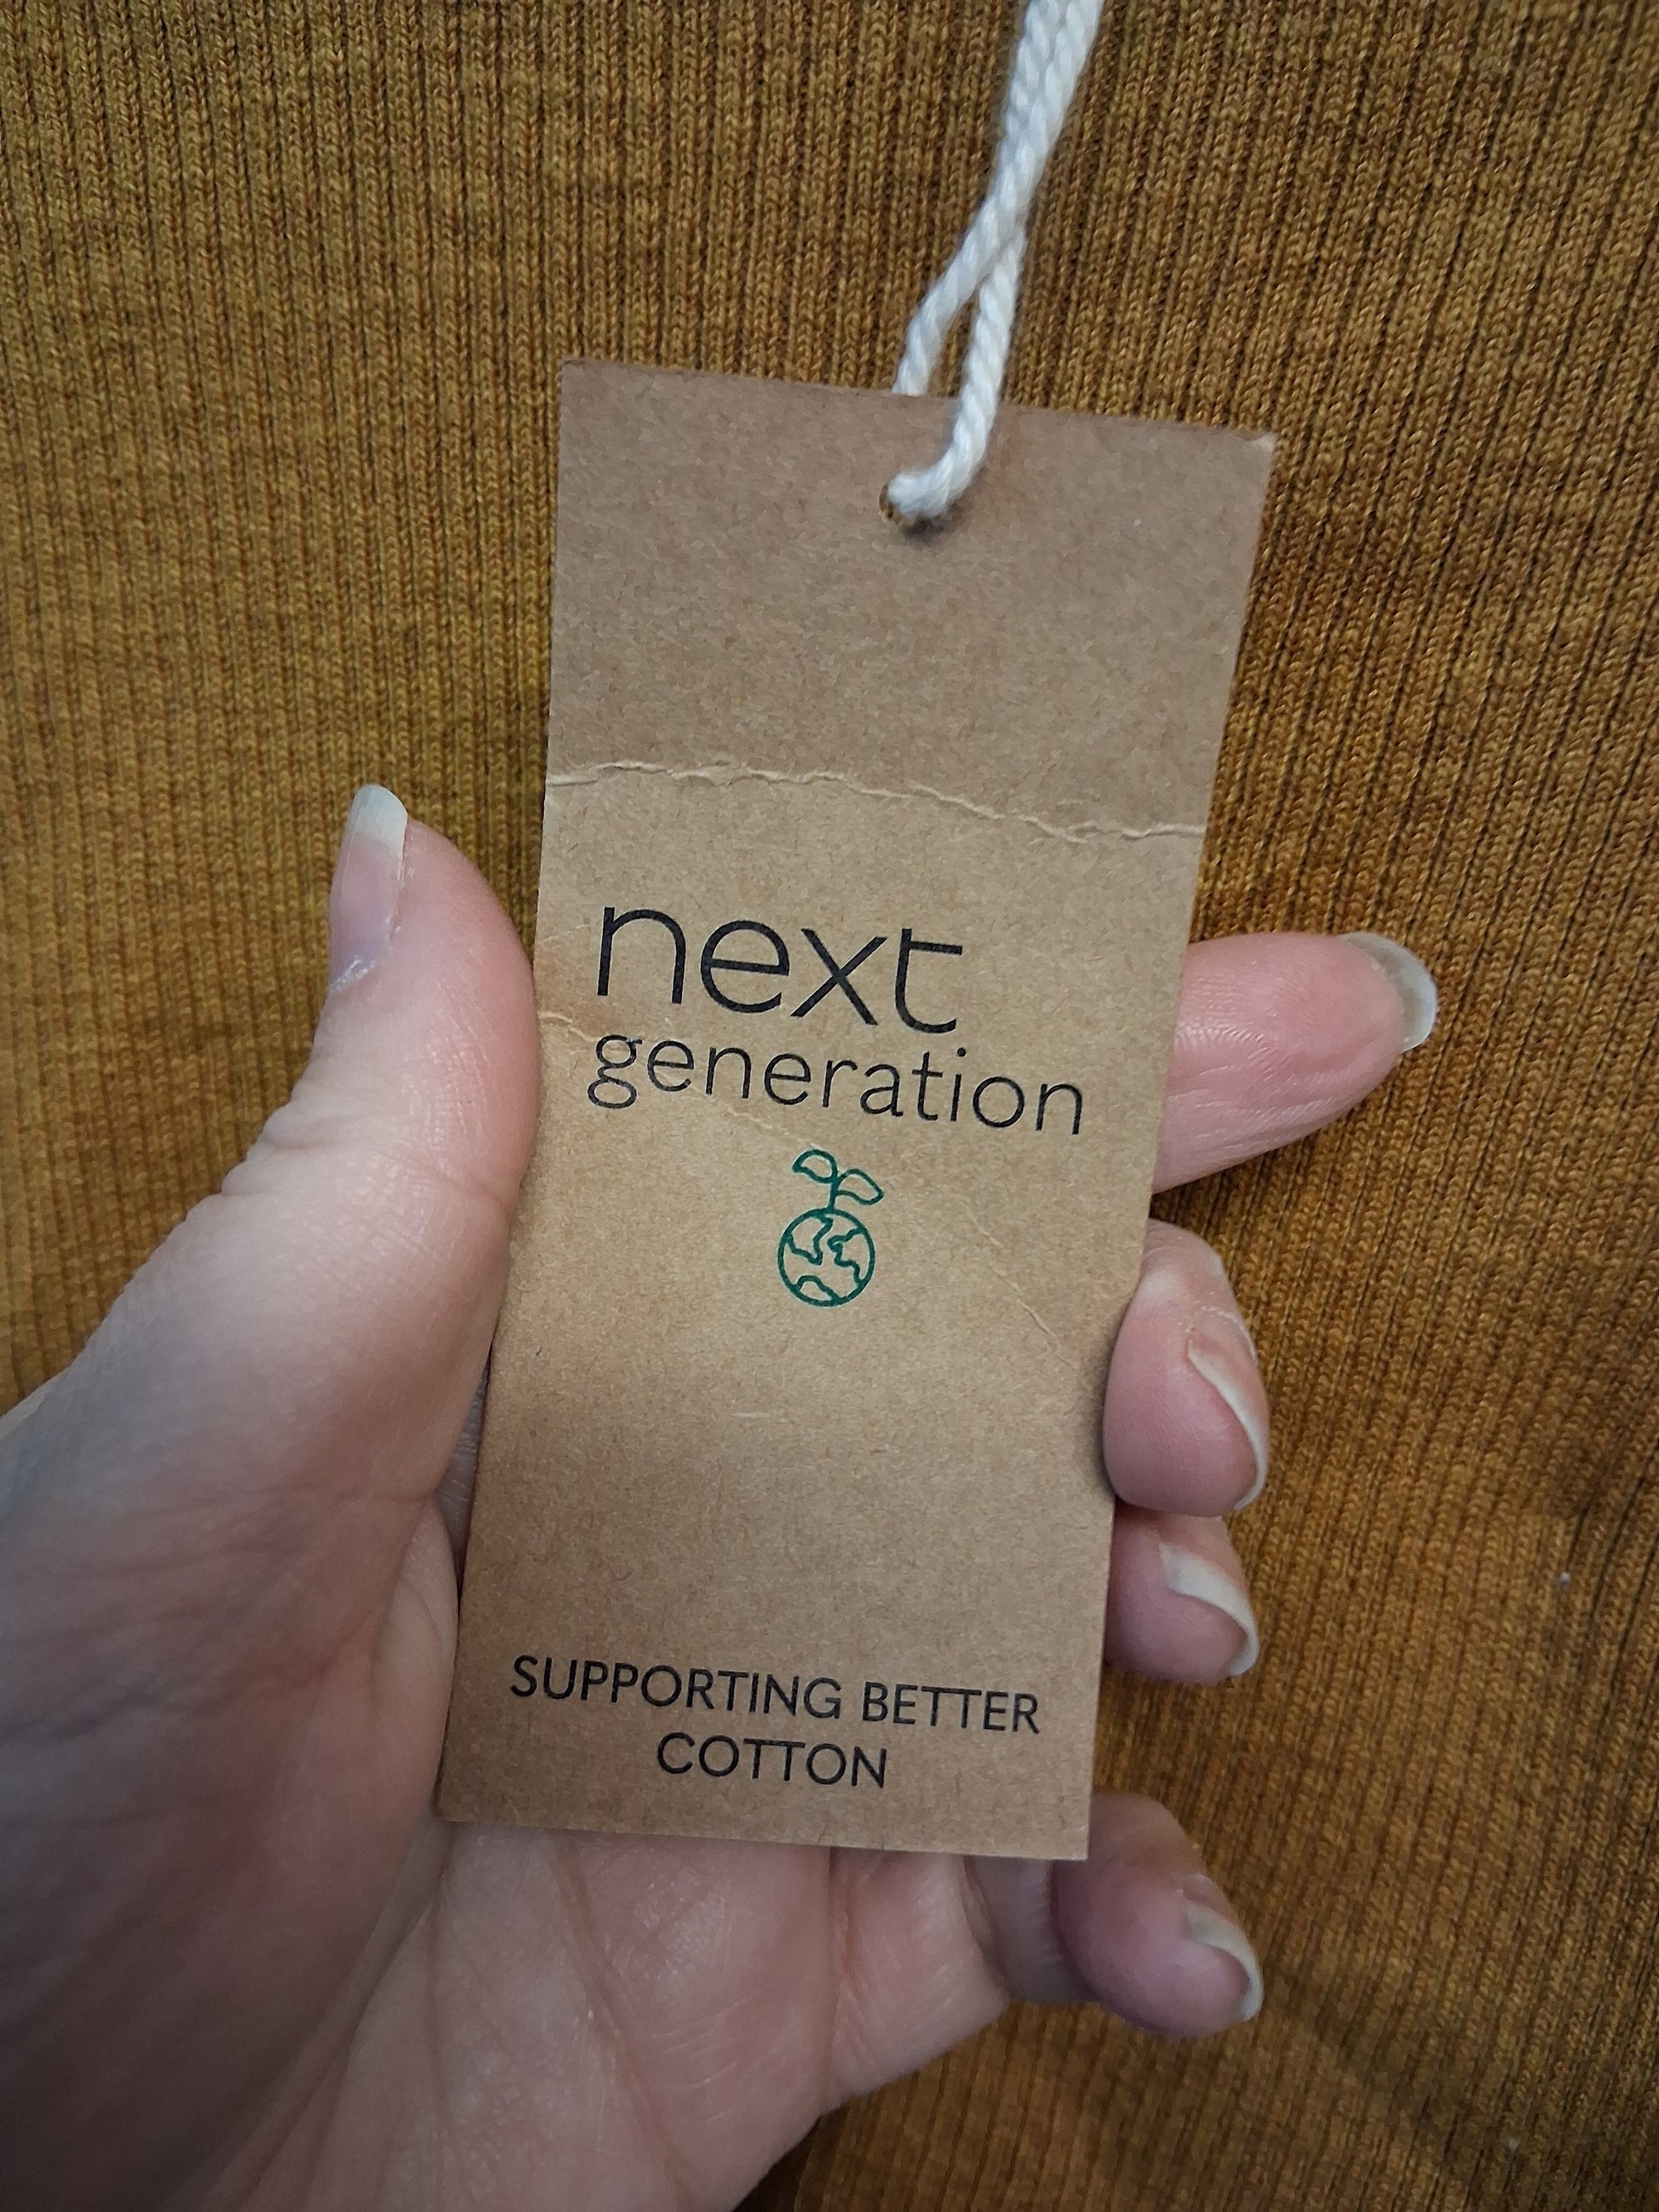 next
generation
SUPPORTING BETTER
COTTON